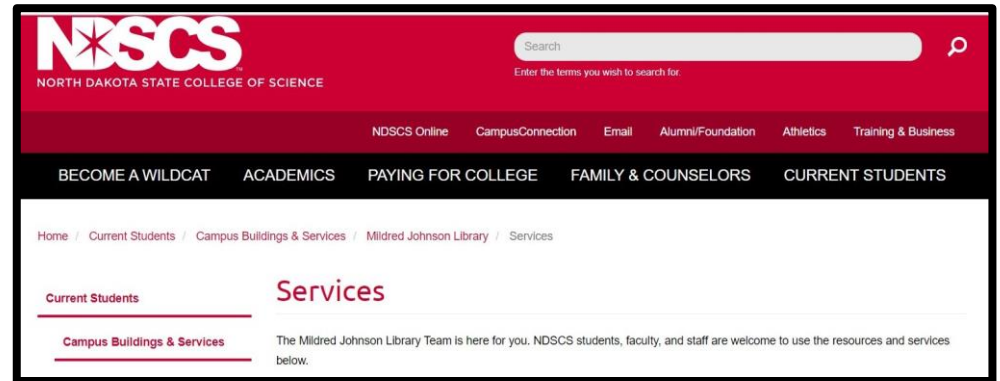 NDSCS
NORTH DAKOTA STATE COLLEGE OF SCIENCE
Search
Enter the terms you wish to search for.
NDSCS Online CampusConnection Email Alumni/Foundation Athletics Training & Business
BECOME A WILDCAT ACADEMICS PAYING FOR COLLEGE FAMILY & COUNSELORS CURRENT STUDENTS
Home / Current Students / Campus Buildings & Services / Mildred Johnson Library / Services
Current Students
Campus Buildings & Services
Services
The Mildred Johnson Library Team is here for you. NDSCS students, faculty, and staff are welcome to use the resources and services
below.